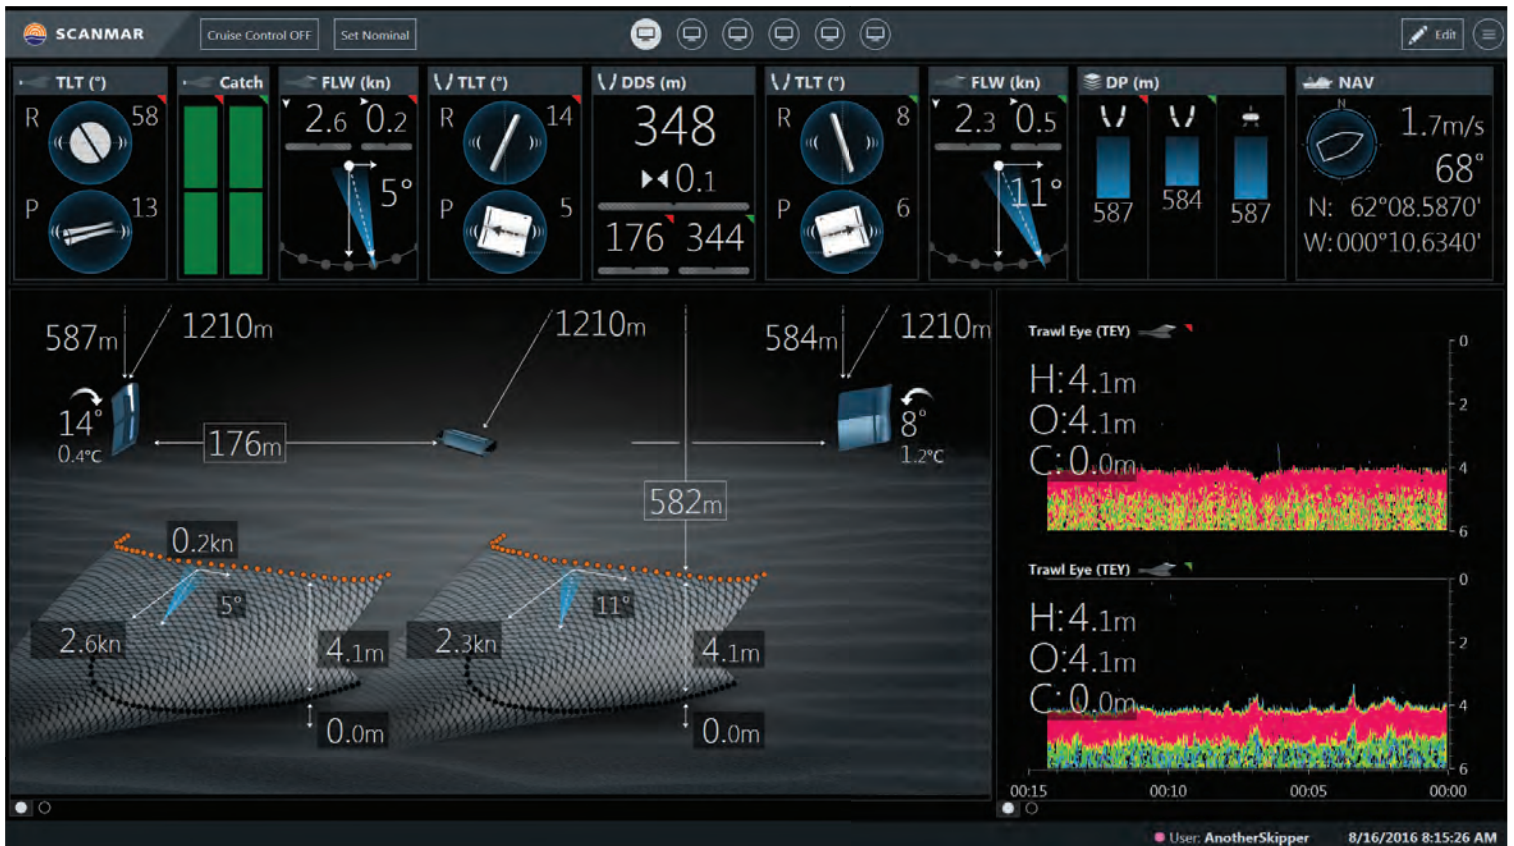 SCANMAR
Cruise Control OFF
Set Nominal
Edit
TLT (°)
R
58
P
13
Catch
FLW (kn)
2.6 0.2
5°
TLT (°)
R
14
P
5
DDS (m)
348
0.1
176 344
TLT (°)
R
8
P
6
FLW (kn)
2.3 0.5
11°
DP (m)
587 584 587
NAV
N
1.7m/s
68°
N: 62°08.5870'
W:000°10.6340'
587m
1210m
1210m
584m
1210m
14°
0.4°C
176m
8°
1.2°C
582m
0.2kn
5°
2.6kn
4.1m
0.0m
11°
2.3kn
4.1m
0.0m
Trawl Eye (TEY)
H:4.1m
O:4.1m
C:0.0m
0
2
4
6
Trawl Eye (TEY)
H:4.1m
O:4.1m
C:0.0m
0
2
4
6
00:15 00:10 00:05 00:00
User: AnotherSkipper 8/16/2016 8:15:26 AM